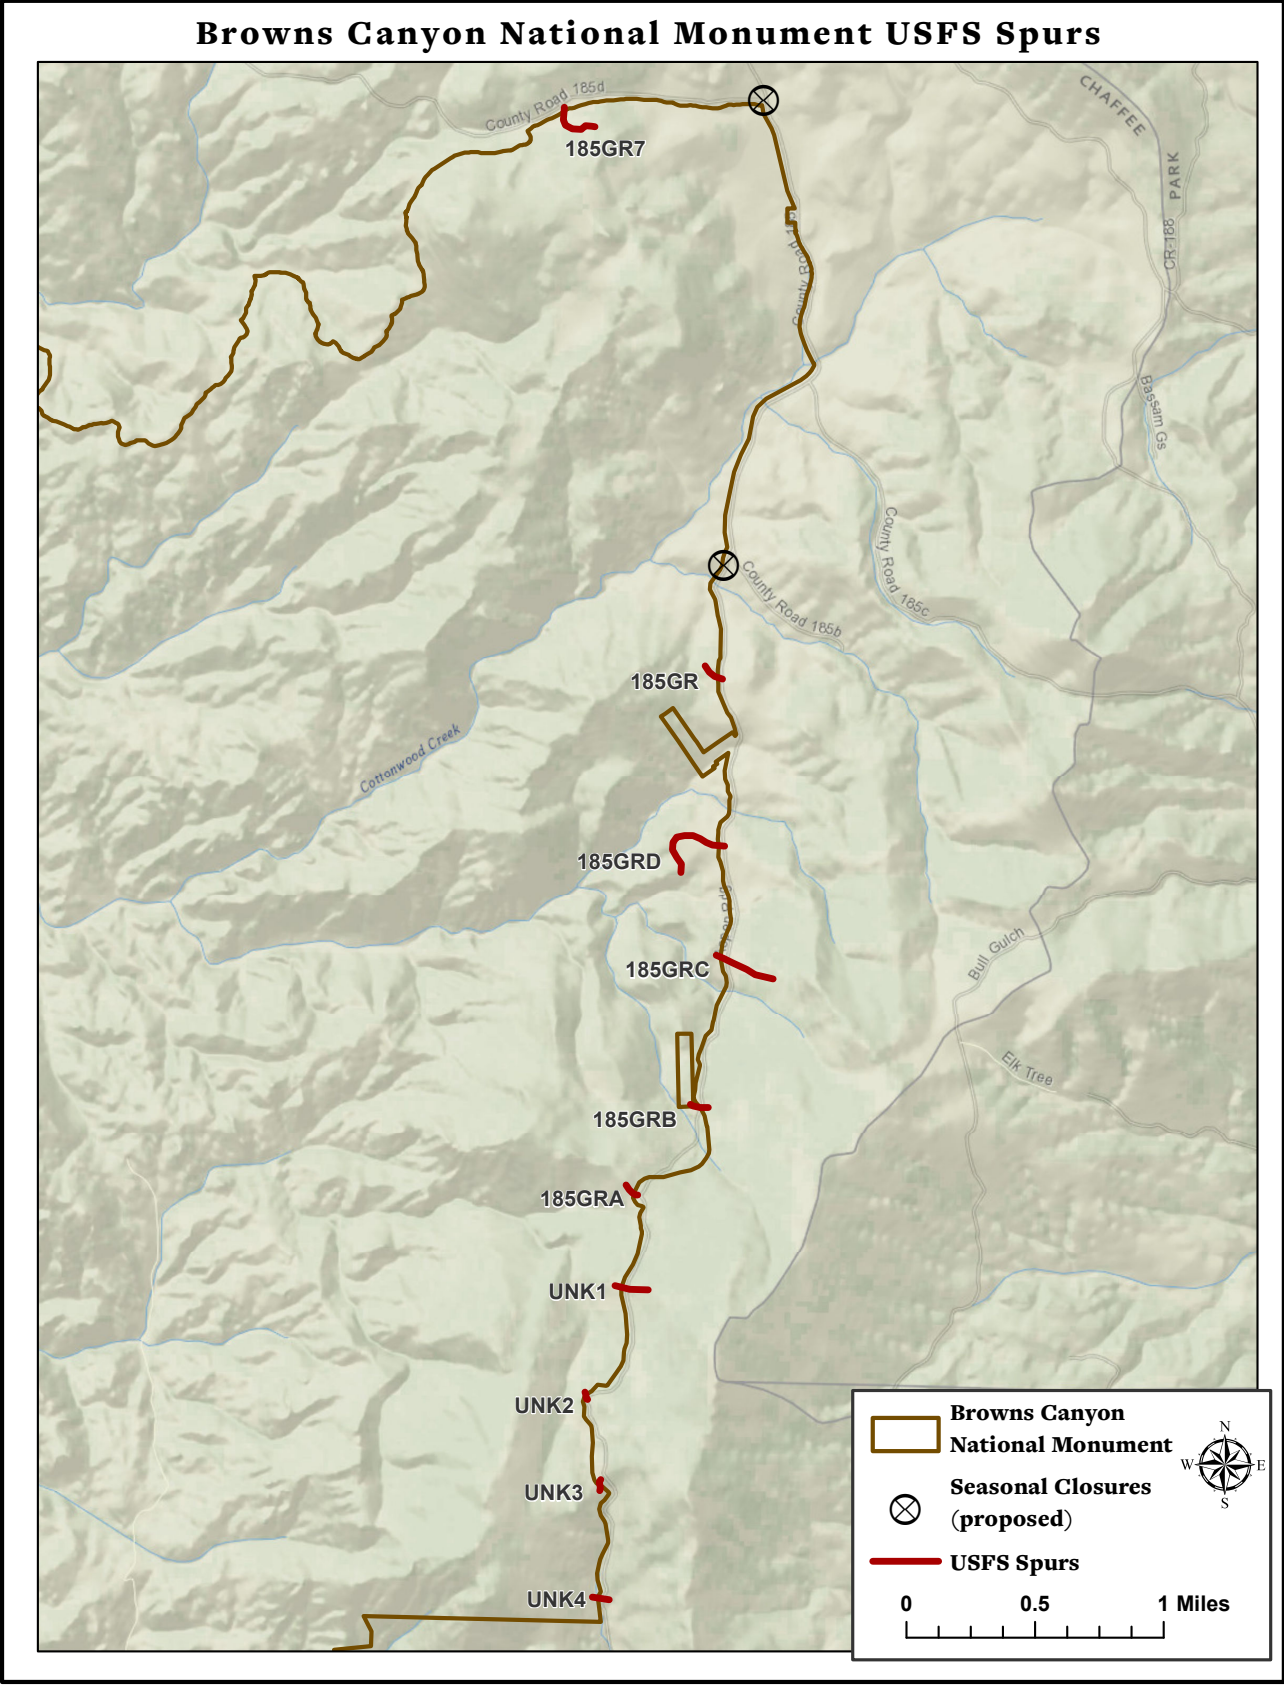 Browns Canyon National Monument USFS Spurs
County Road 185d
CHAFFEE
PARK
185GR7
CR-188
County Road
Bassam Gs
County Road 185c
County Road 185b
185GR
Cottonwood Creek
185GRD
Bull Gulch
185GRC
Elk Tree
185GRB
185GRA
UNK1
UNK2
UNK3
UNK4
Browns Canyon
National Monument
Seasonal Closures
(proposed)
USFS Spurs
N
W
E
S
0 0.5 1 Miles